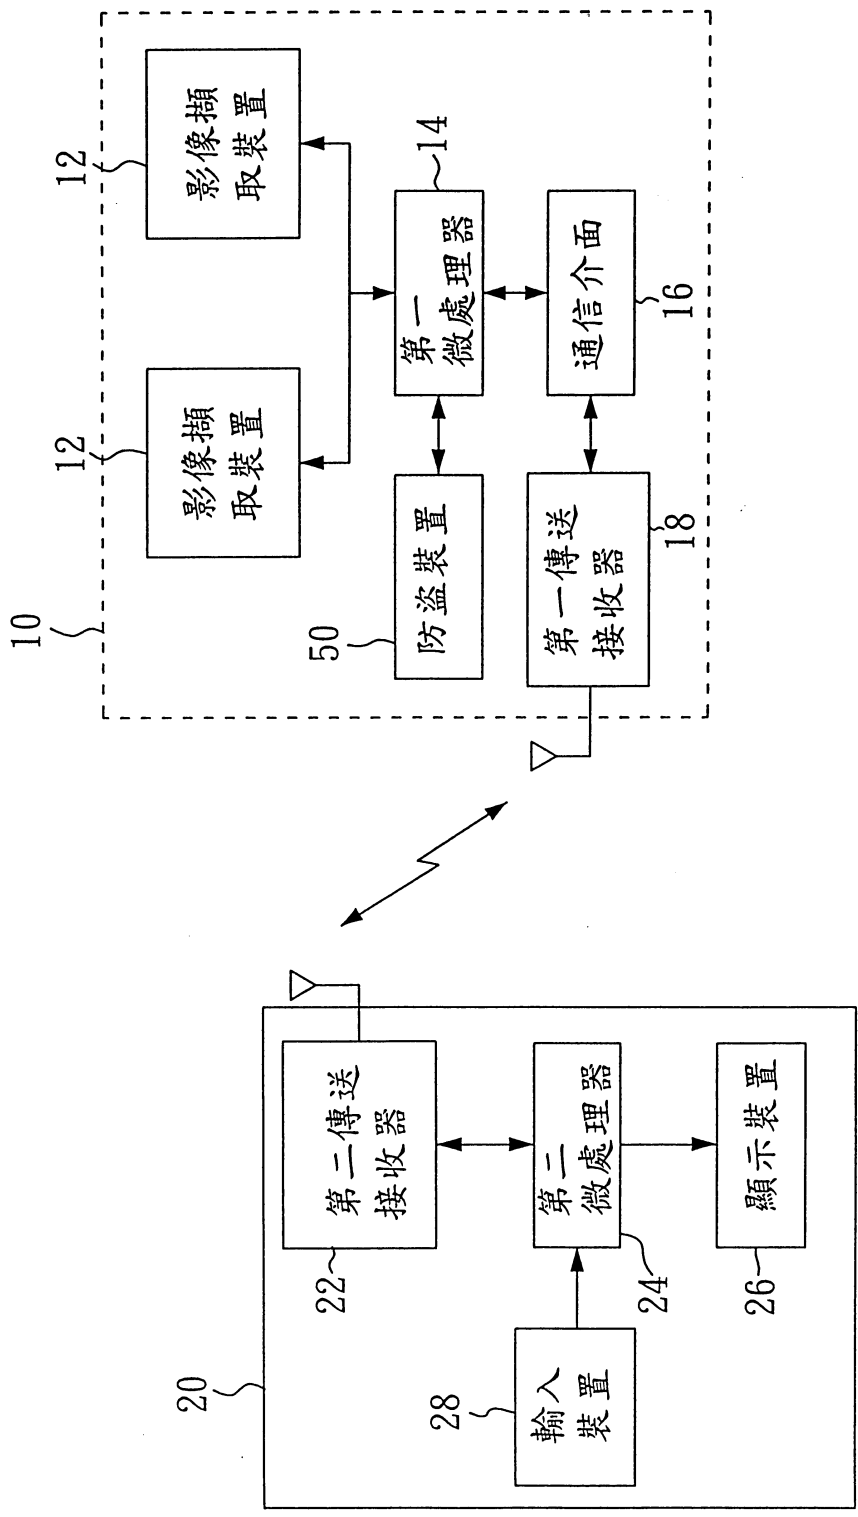 10
12
影像擷
取裝置
12
影像擷
取裝置
50
防盜裝置
14
第一
微處理器
18
第一傳送
接收器
16
通信介面
20
22
第二傳送
接收器
28
輸入
裝置
24
第二
微處理器
26
顯示裝置